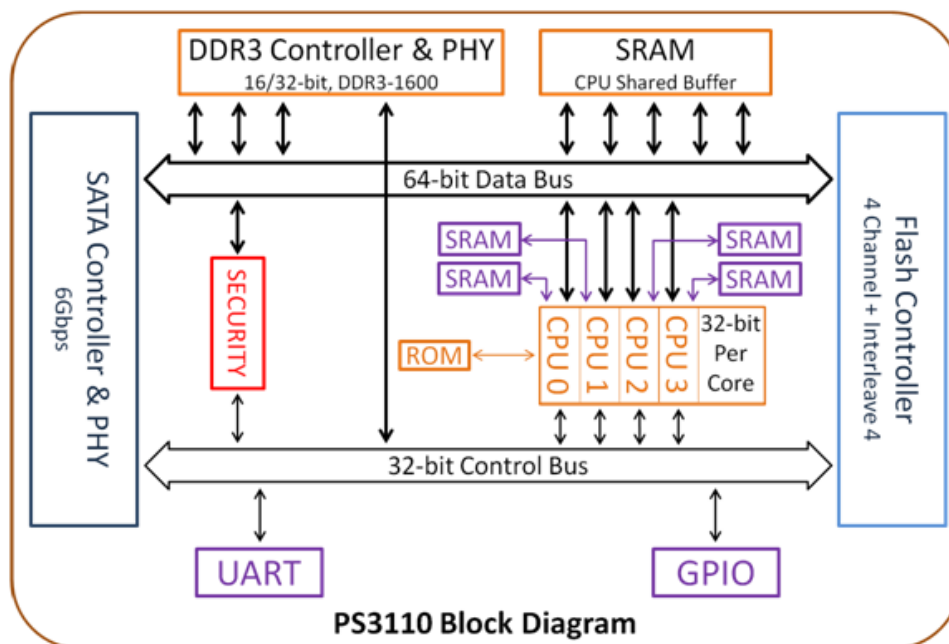 DDR3 Controller & PHY
16/32-bit, DDR3-1600
SRAM
CPU Shared Buffer
SATA Controller & PHY
6Gbps
64-bit Data Bus
Flash Controller
4 Channel + Interleave 4
SECURITY
SRAM
SRAM
SRAM
SRAM
ROM
CPU 0
CPU 1
CPU 2
CPU 3
32-bit
Per
Core
32-bit Control Bus
UART
GPIO
PS3110 Block Diagram